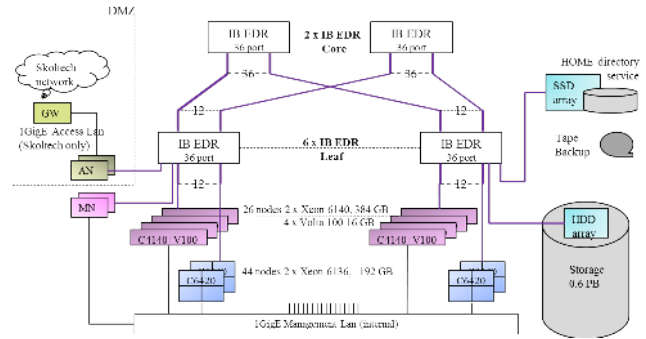 DMZ
IB EDR
36 port
2 x IB EDR
Core
IB EDR
36 port
Skoltech
network
36
36
HOME directory
service
SSD
array
GW
1GigE Access Lan
(Skoltech only)
12
12
IB EDR
36 port
6 x IB EDR
Leaf
IB EDR
36 port
Tape
Backup
AN
12
12
MN
26 nodes 2 x Xeon 6140, 384 GB
4 x Volta 100 16 GB
C4140, V100
C4140, V100
HDD
array
44 nodes 2 x Xeon 6136, 192 GB
C6420
C6420
Storage
0.6 PB
1GigE Management Lan (internal)